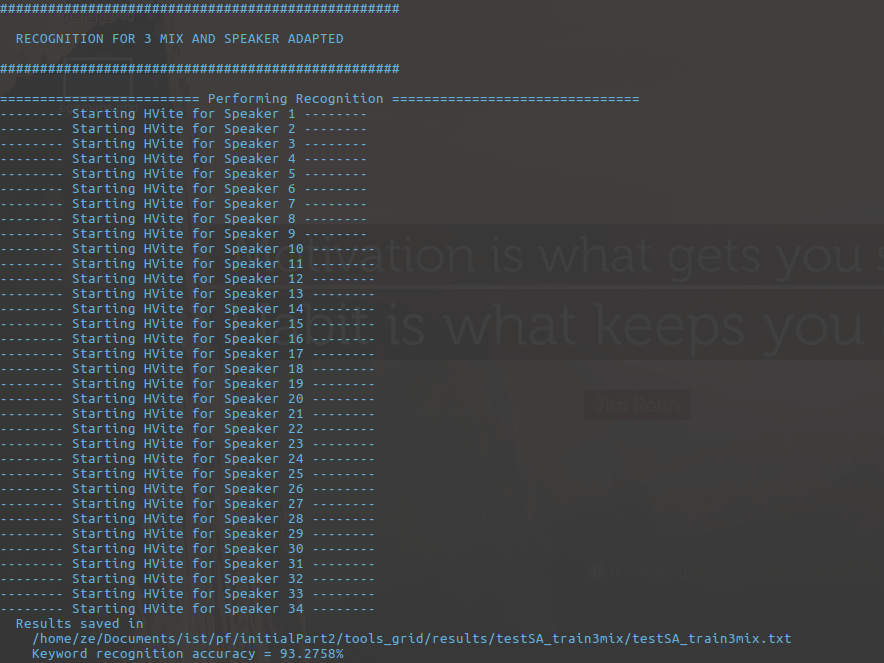 ##################################################
RECOGNITION FOR 3 MIX AND SPEAKER ADAPTED
##################################################
========================= Performing Recognition ===============================
-------- Starting HVite for Speaker 1 --------
-------- Starting HVite for Speaker 2 --------
-------- Starting HVite for Speaker 3 --------
-------- Starting HVite for Speaker 4 --------
-------- Starting HVite for Speaker 5 --------
-------- Starting HVite for Speaker 6 --------
-------- Starting HVite for Speaker 7 --------
-------- Starting HVite for Speaker 8 --------
-------- Starting HVite for Speaker 9 --------
-------- Starting HVite for Speaker 10 --------
-------- Starting HVite for Speaker 11 --------
-------- Starting HVite for Speaker 12 --------
-------- Starting HVite for Speaker 13 --------
-------- Starting HVite for Speaker 14 --------
-------- Starting HVite for Speaker 15 --------
-------- Starting HVite for Speaker 16 --------
-------- Starting HVite for Speaker 17 --------
-------- Starting HVite for Speaker 18 --------
-------- Starting HVite for Speaker 19 --------
-------- Starting HVite for Speaker 20 --------
-------- Starting HVite for Speaker 21 --------
-------- Starting HVite for Speaker 22 --------
-------- Starting HVite for Speaker 23 --------
-------- Starting HVite for Speaker 24 --------
-------- Starting HVite for Speaker 25 --------
-------- Starting HVite for Speaker 26 --------
-------- Starting HVite for Speaker 27 --------
-------- Starting HVite for Speaker 28 --------
-------- Starting HVite for Speaker 29 --------
-------- Starting HVite for Speaker 30 --------
-------- Starting HVite for Speaker 31 --------
-------- Starting HVite for Speaker 32 --------
-------- Starting HVite for Speaker 33 --------
-------- Starting HVite for Speaker 34 --------
Results saved in
/home/ze/Documents/ist/pf/initialPart2/tools_grid/results/testSA_train3mix/testSA_train3mix.txt
Keyword recognition accuracy = 93.2758%
is what gets you
is what keeps you
Jim Rohn